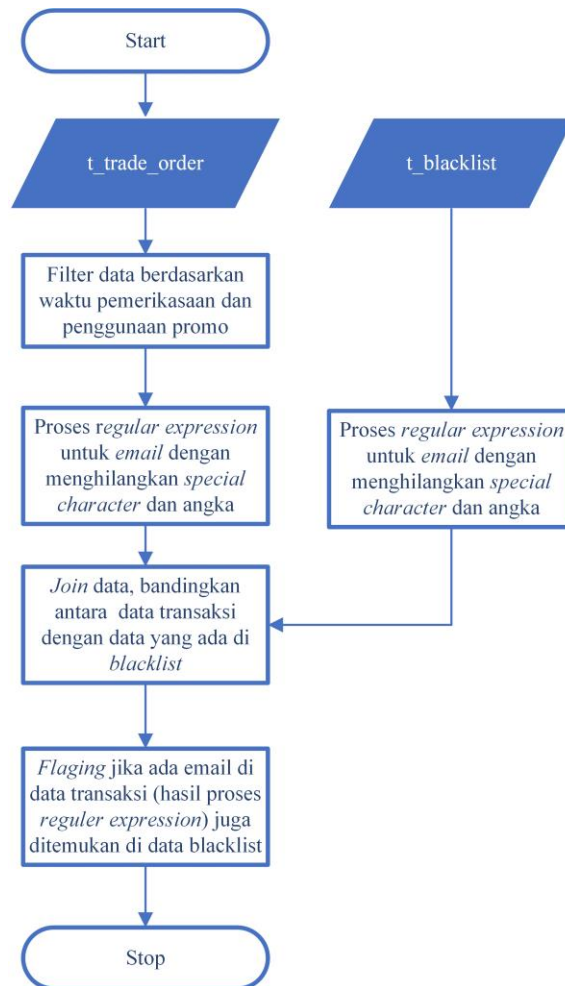 Start
t_trade_order
t_blacklist
Filter data berdasarkan
waktu pemerikasaan dan
penggunaan promo
Proses regular expression
untuk email dengan
menghilangkan special
character dan angka
Proses regular expression
untuk email dengan
menghilangkan special
character dan angka
Join data, bandingkan
antara data transaksi
dengan data yang ada di
blacklist
Flaging jika ada email di
data transaksi (hasil proses
reguler expression) juga
ditemukan di data blacklist
Stop